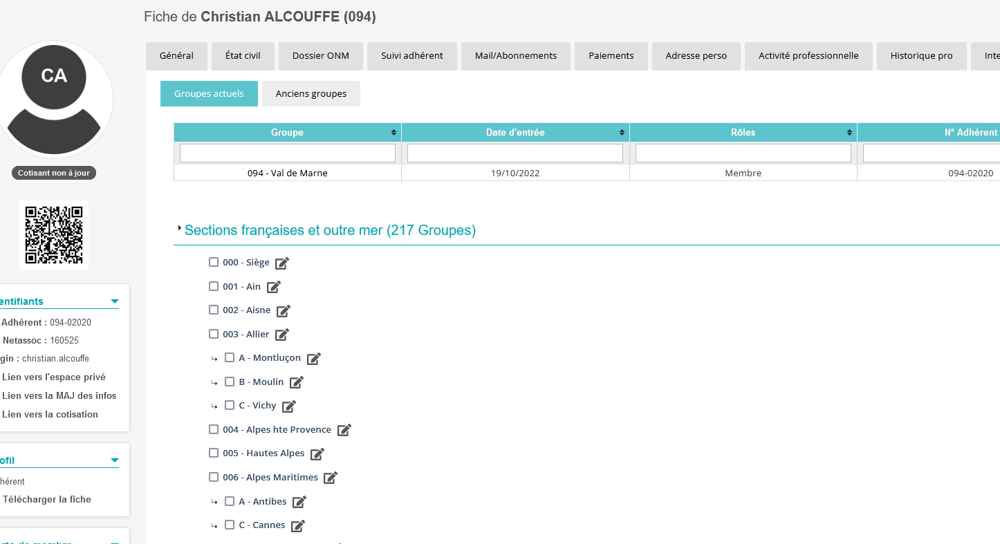 Fiche de Christian ALCOUFFE (094)
CA
Cotisant non à jour
Général État civil Dossier ONM Suivi adhérent Mail/Abonnements Paiements Adresse perso Activité professionnelle Historique pro Inte
Groupes actuels Anciens groupes
Groupe Date d'entrée Rôles N° Adhérent
094 - Val de Marne 19/10/2022 Membre 094-02020
Sections françaises et outre mer (217 Groupes)
000 - Siège
001 - Ain
002 - Aisne
003 - Allier
A - Montluçon
B - Moulin
C - Vichy
004 - Alpes hte Provence
005 - Hautes Alpes
006 - Alpes Maritimes
A - Antibes
C - Cannes
entifiants
Adhérent : 094-02020
Netassoc : 160525
gin : christian.alcouffe
Lien vers l'espace privé
Lien vers la MAJ des infos
Lien vers la cotisation
ofil
hérent
Télécharger la fiche